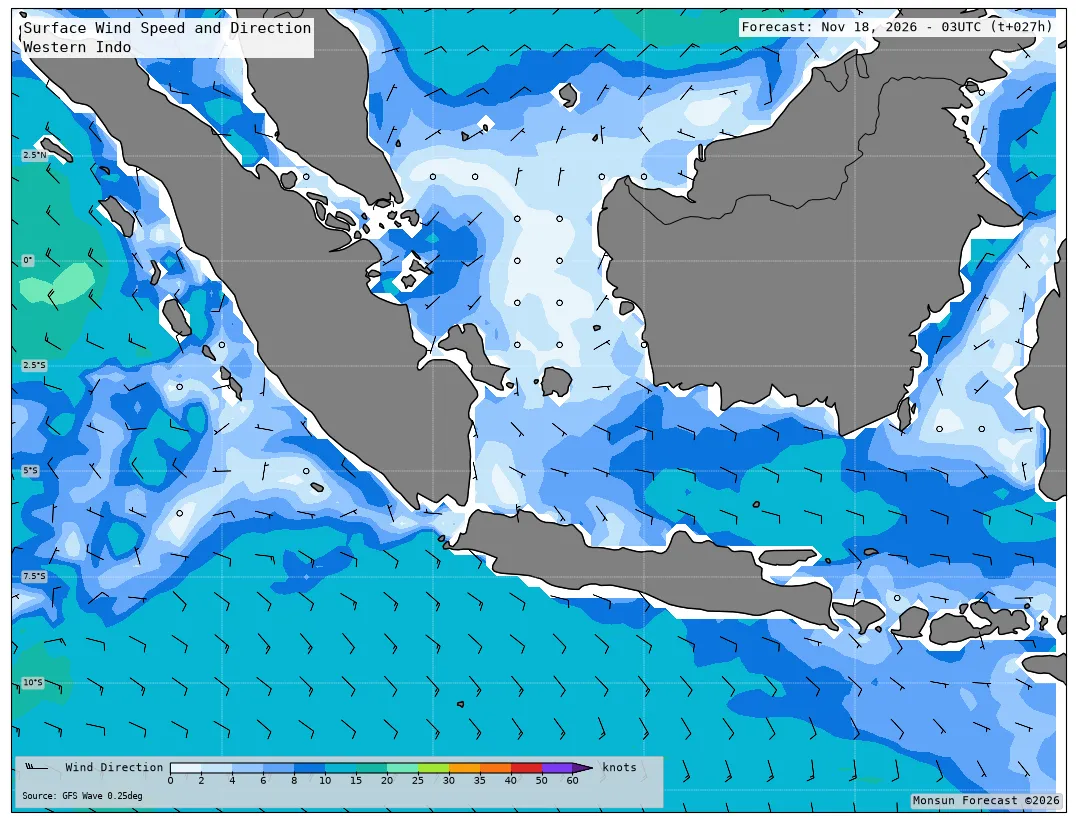 Surface Wind Speed and Direction
Western Indo
Forecast: Nov 18, 2026 - 03UTC (t+027h)
2.5°N
0°
2.5°S
5°S
7.5°S
10°S
Wind Direction
0 2 4 6 8 10 15 20 25 30 35 40 50 60
knots
Source: GFS Wave 0.25deg
Monsun Forecast ©2026